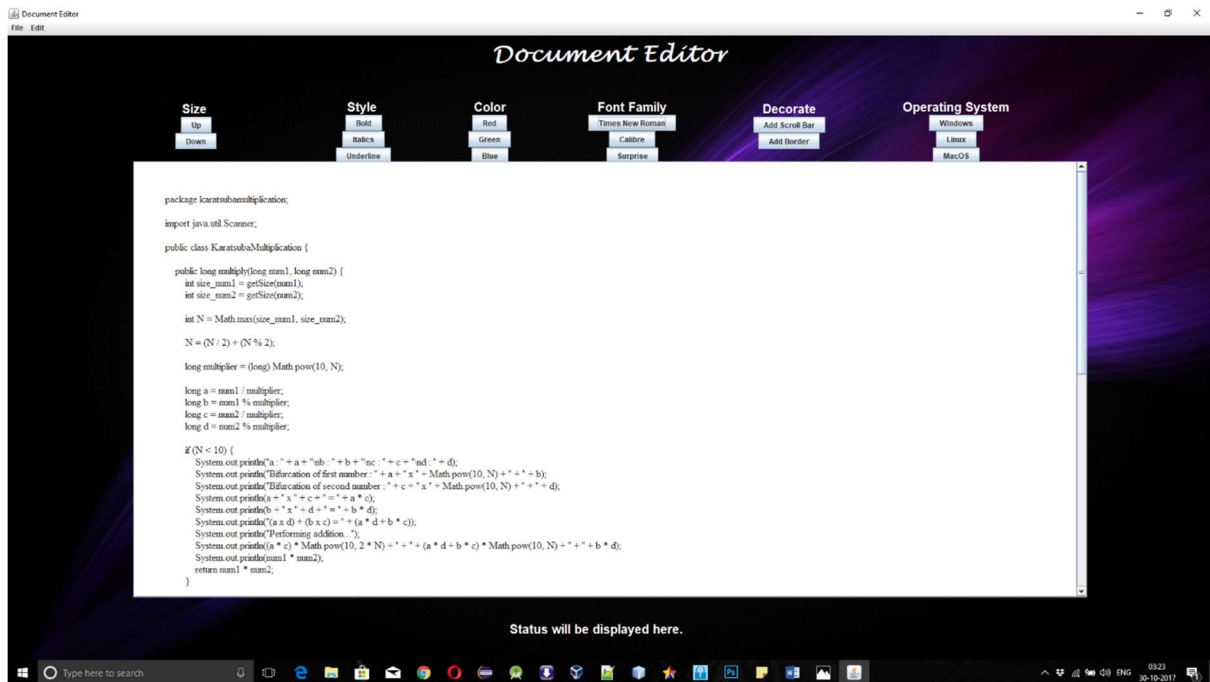 Document Editor
File Edit
Document Editor
Size Style Color Font Family Decorate Operating System
Up Bold Red Times New Roman Add Scroll Bar Windows
Down Italics Green Calibre Add Border Linux
Underline Blue Surprise MacOS
package karatsubamultiplication;
import java.util.Scanner;
public class KaratsubaMultiplication {
public long multiply(long num1, long num2) {
int size_num1 = getSize(num1);
int size_num2 = getSize(num2);
int N = Math.max(size_num1, size_num2);
N = (N / 2) + (N % 2);
long multiplier = (long) Math.pow(10, N);
long a = num1 / multiplier;
long b = num1 % multiplier;
long c = num2 / multiplier;
long d = num2 % multiplier;
if (N < 10) {
System.out.println("a : " + a + "\nb : " + b + "\nc : " + c + "\nd : " + d);
System.out.println("Bifurcation of first number : " + a + " x " + Math.pow(10, N) + " + " + b);
System.out.println("Bifurcation of second number : " + c + " x " + Math.pow(10, N) + " + " + d);
System.out.println(a + " x " + c + " = " + a * c);
System.out.println(b + " x " + d + " = " + b * d);
System.out.println("(a x d) + (b x c) = " + (a * d + b * c));
System.out.println("Performing addition...");
System.out.println((a * c) * Math.pow(10, 2 * N) + " + " + (a * d + b * c) * Math.pow(10, N) + " + " + b * d);
System.out.println(num1 * num2);
return num1 * num2;
}
Status will be displayed here.
Type here to search
Ps
ENG
03:23
30-10-2017